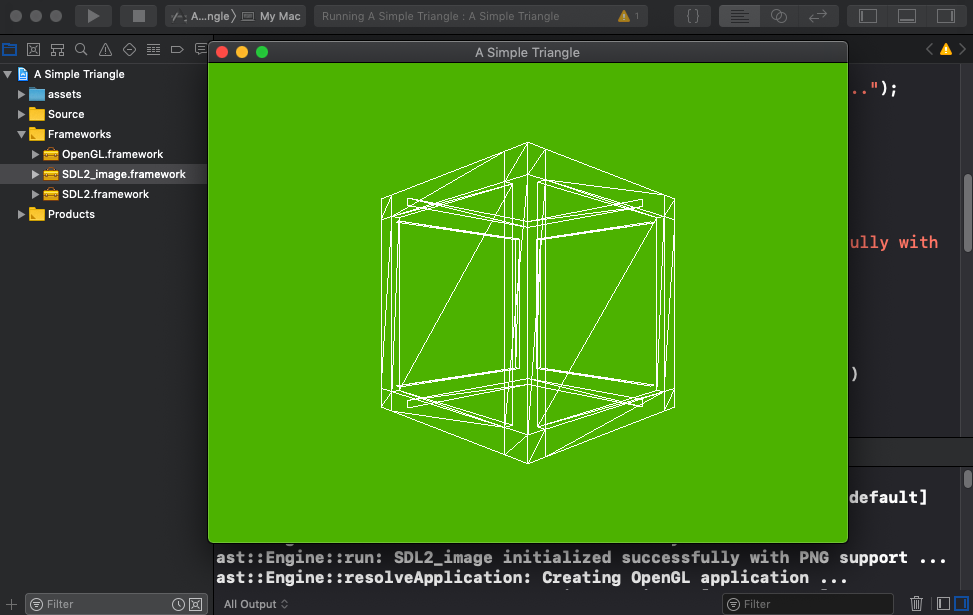 A...ngle⟩ My Mac
Running A Simple Triangle : A Simple Triangle 1
A Simple Triangle
A Simple Triangle
assets
Source
Frameworks
OpenGL.framework
SDL2_image.framework
SDL2.framework
Products
..");
ully with
)
default]
ast::Engine::run: SDL2_image initialized successfully with PNG support ...
ast::Engine::resolveApplication: Creating OpenGL application ...
Filter
All Output
Filter